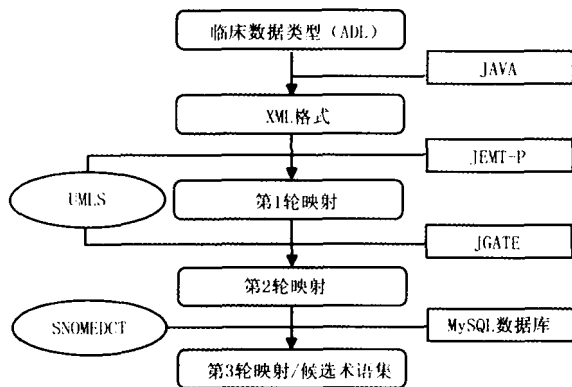 临床数据类型（ADL）
JAVA
XML格式
JEMT-P
UMLS
第1轮映射
JGATE
第2轮映射
SNOMEDCT
MySQL数据库
第3轮映射/候选术语集